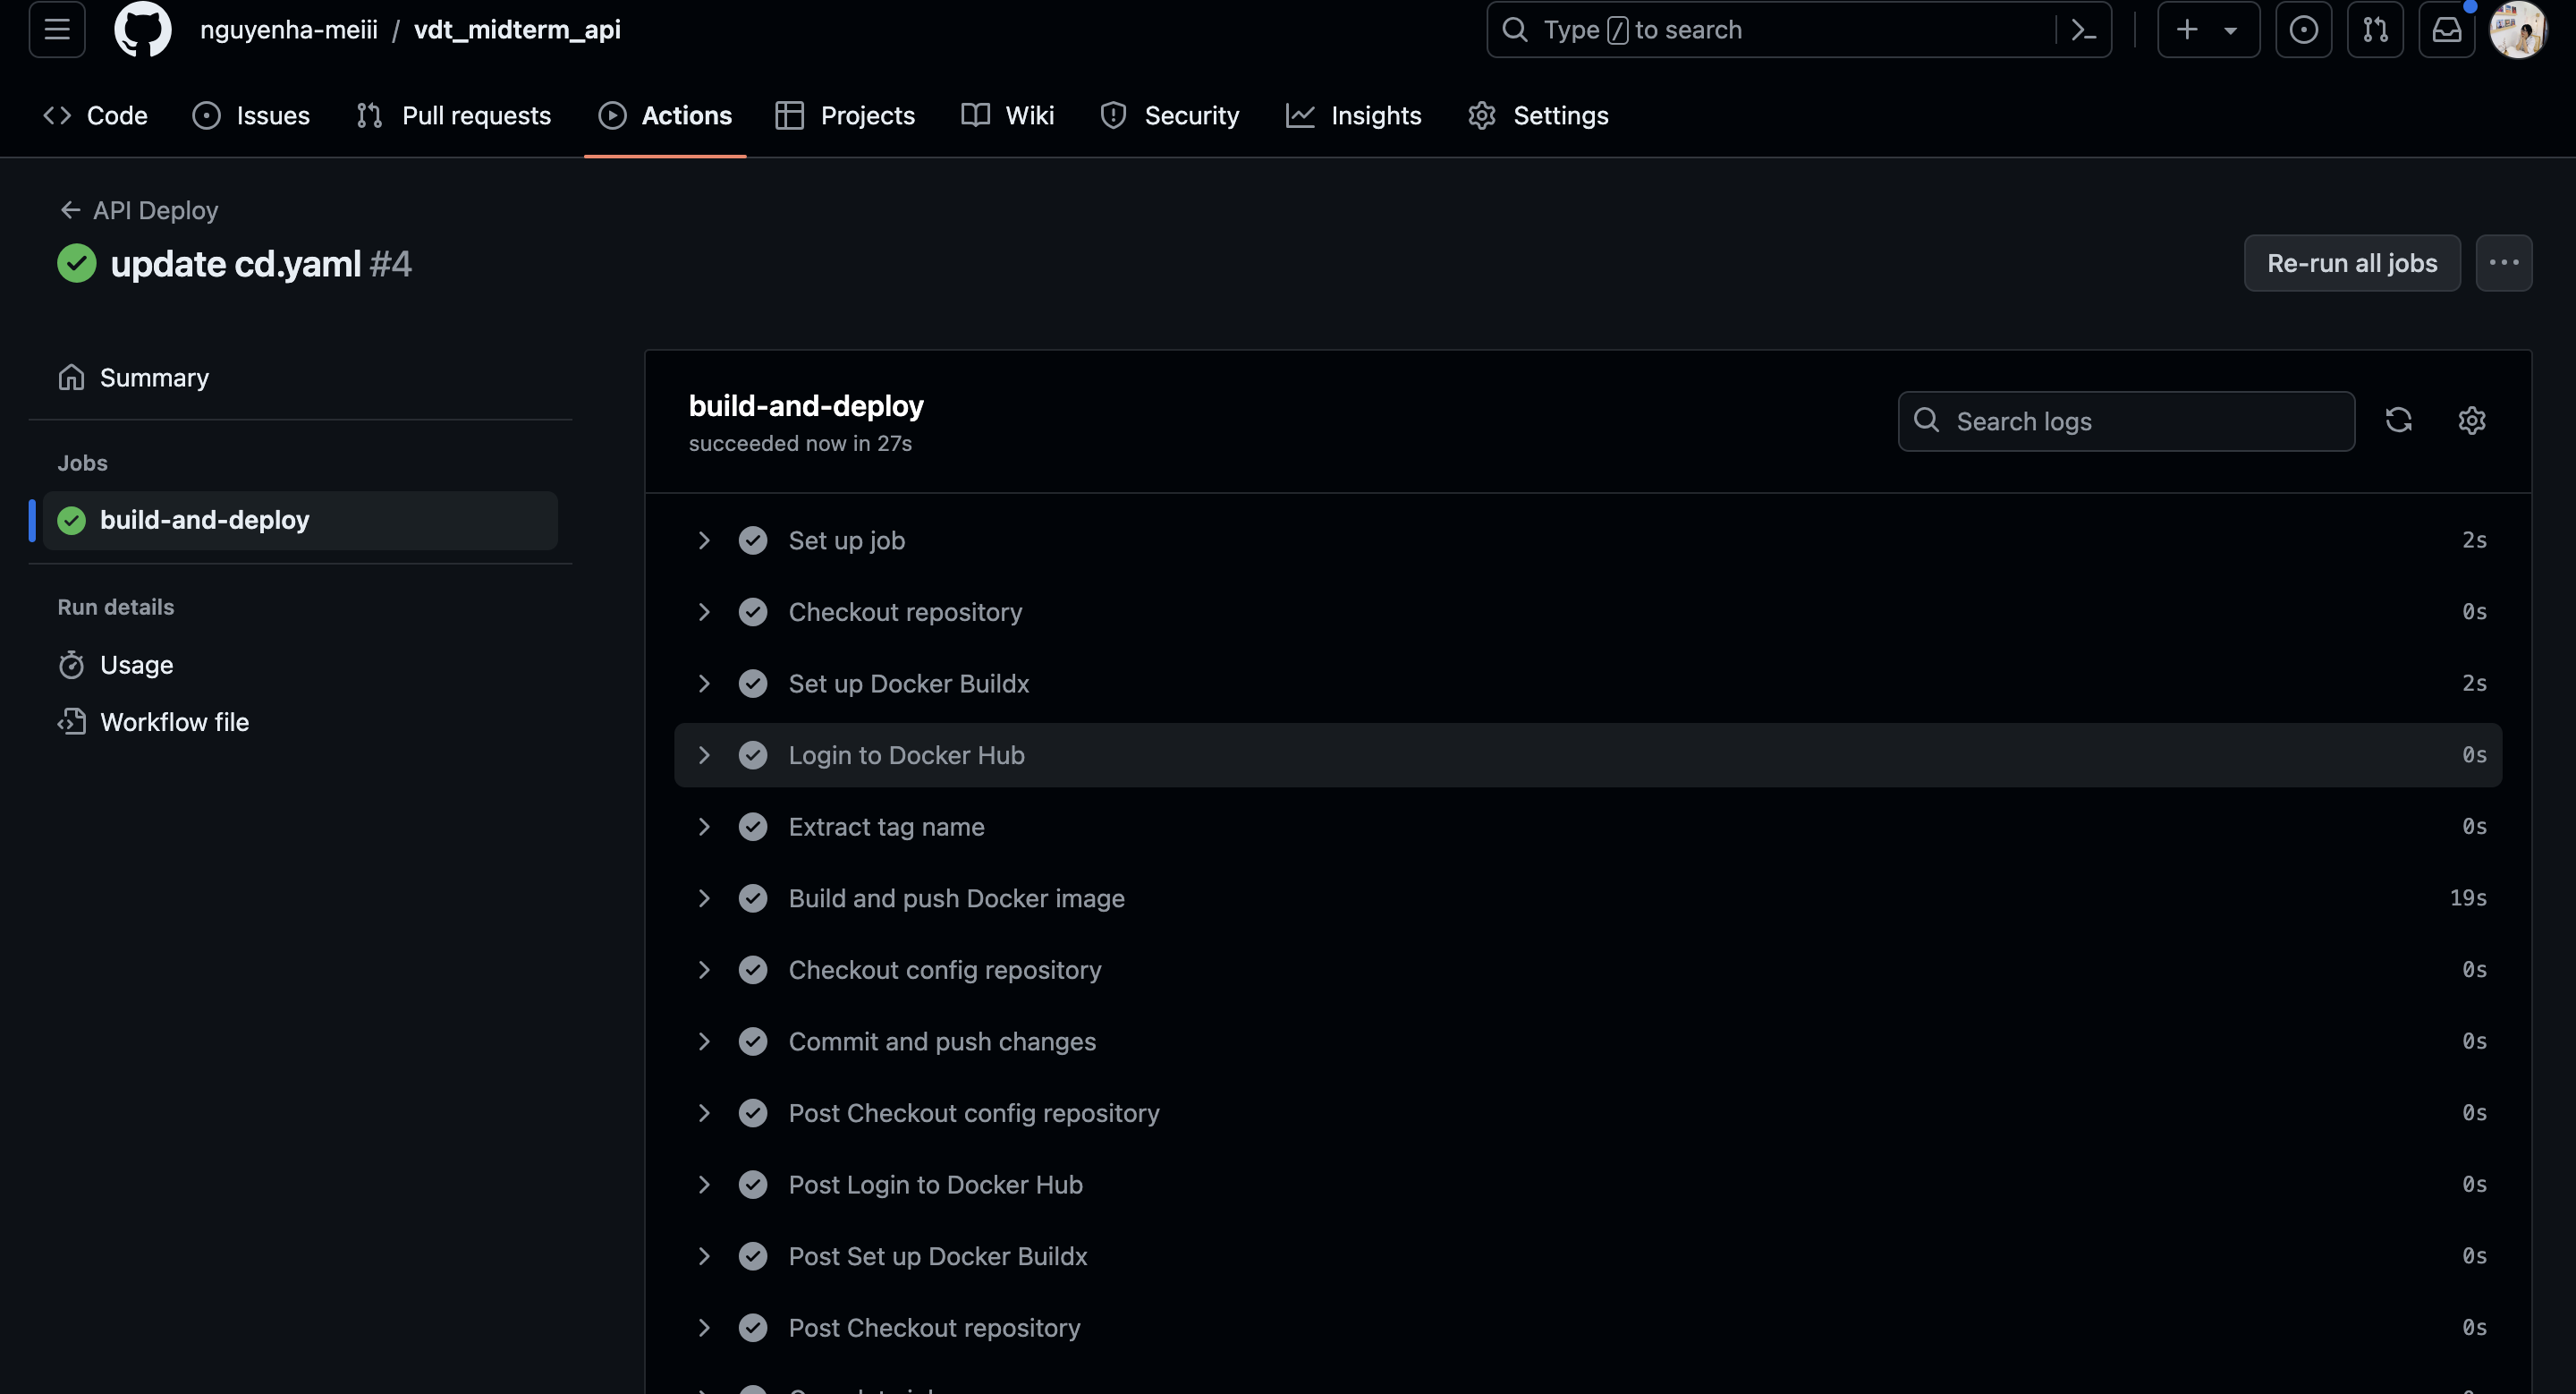 nguyenha-meiii / vdt_midterm_api
Type / to search
Code Issues Pull requests Actions Projects Wiki Security Insights Settings
API Deploy
update cd.yaml #4
Re-run all jobs
Summary
Jobs
build-and-deploy
Run details
Usage
Workflow file
build-and-deploy
succeeded now in 27s
Search logs
Set up job 2s
Checkout repository 0s
Set up Docker Buildx 2s
Login to Docker Hub 0s
Extract tag name 0s
Build and push Docker image 19s
Checkout config repository 0s
Commit and push changes 0s
Post Checkout config repository 0s
Post Login to Docker Hub 0s
Post Set up Docker Buildx 0s
Post Checkout repository 0s